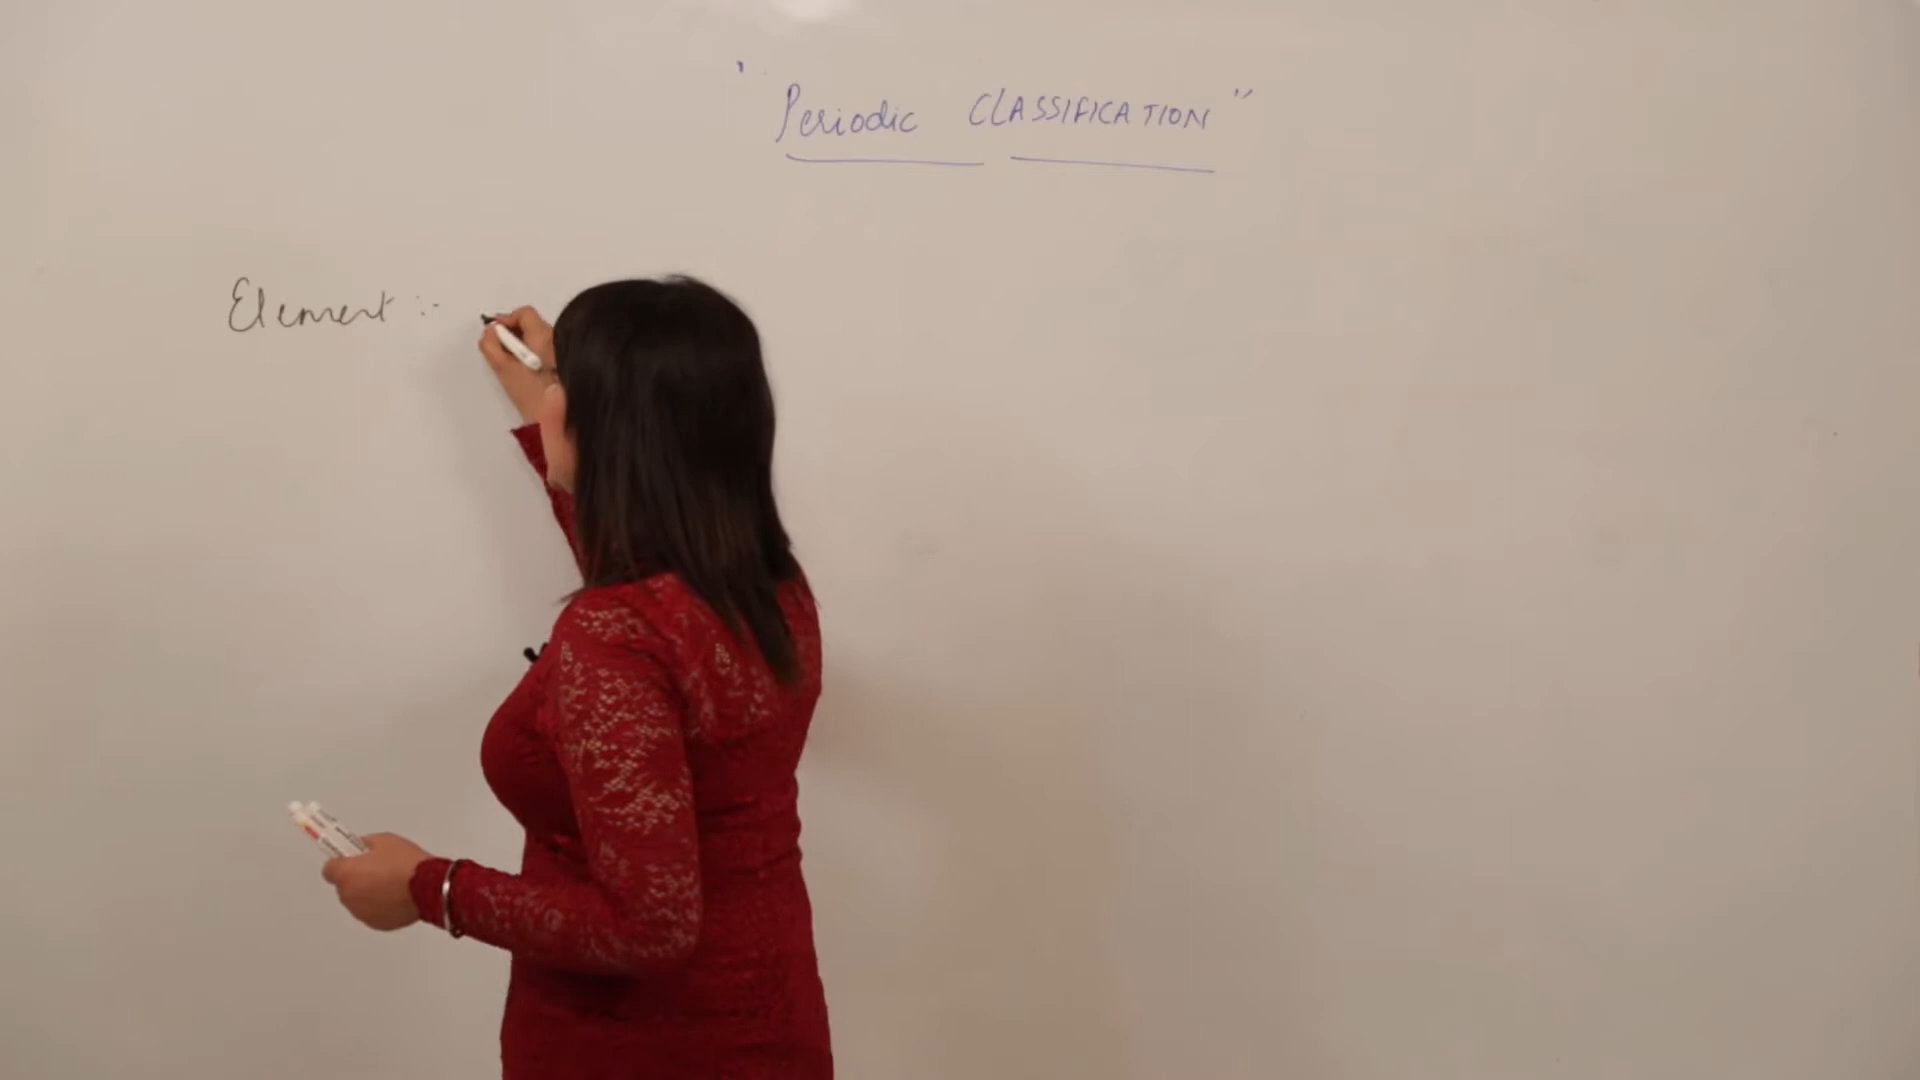 " Periodic CLASSIFICATION "
Element :-